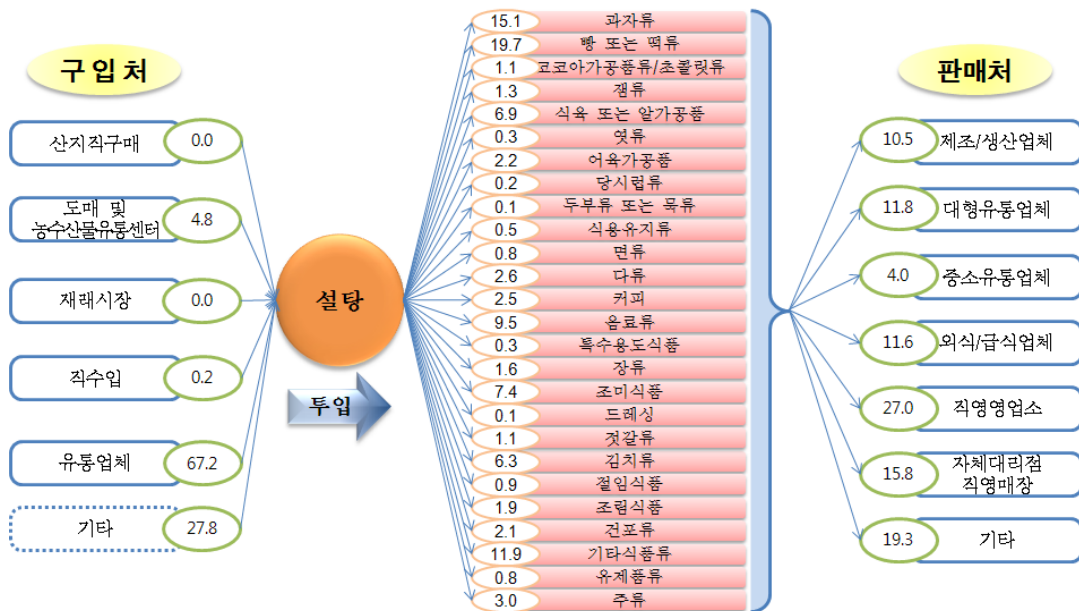 구입처
산지직구매 0.0
도매 및
농수산물유통센터 4.8
재래시장 0.0
직수입 0.2
유통업체 67.2
기타 27.8
설탕
투입
15.1 과자류
19.7 빵 또는 떡류
1.1 코코아가공품류/초콜릿류
1.3 잼류
6.9 식육 또는 알가공품
0.3 엿류
2.2 어육가공품
0.2 당시럽류
0.1 두부류 또는 묵류
0.5 식용유지류
0.8 면류
2.6 다류
2.5 커피
9.5 음료류
0.3 특수용도식품
1.6 장류
7.4 조미식품
0.1 드레싱
1.1 젓갈류
6.3 김치류
0.9 절임식품
1.9 조림식품
2.1 건포류
11.9 기타식품류
0.8 유제품류
3.0 주류
판매처
10.5 제조/생산업체
11.8 대형유통업체
4.0 중소유통업체
11.6 외식/급식업체
27.0 직영영업소
15.8 자체대리점
직영매장
19.3 기타